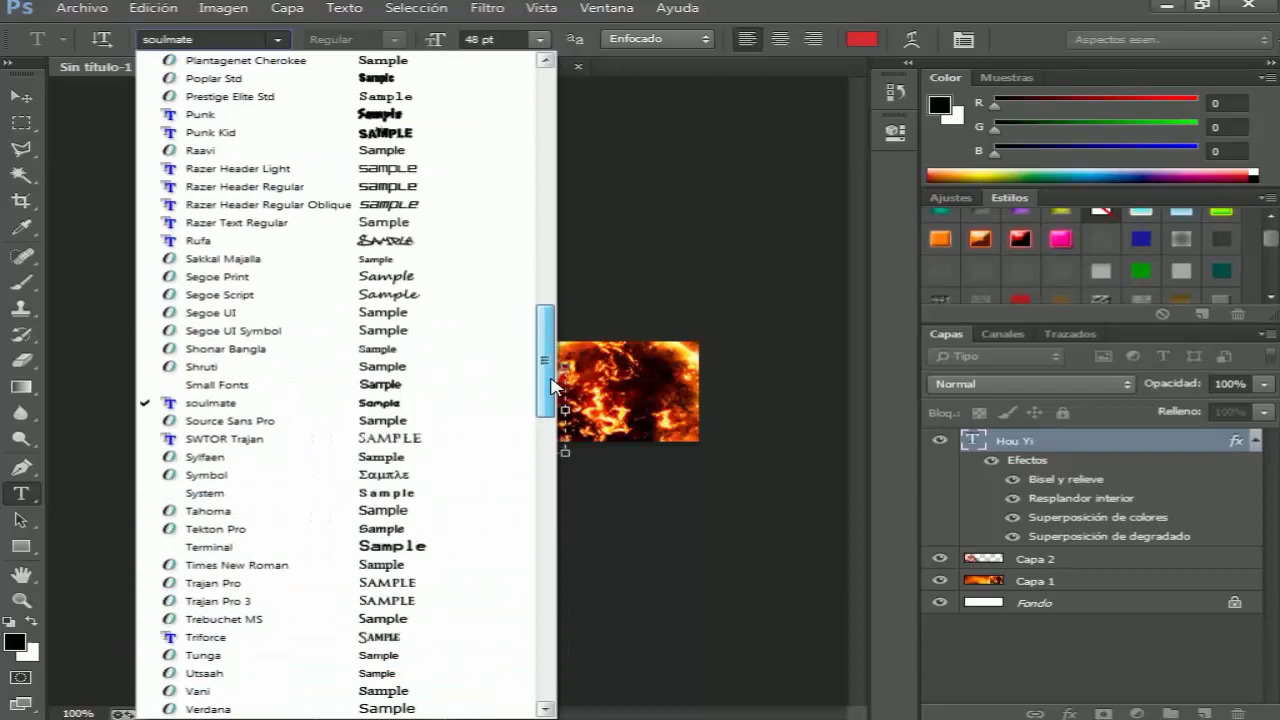 Ps Archivo Edición Imagen Capa Texto Selección Filtro Vista Ventana Ayuda
T soulmate Regular 48 pt aa Enfocado Aspectos esen.
Sin título-1
Plantagenet Cherokee Sample
Poplar Std Sample
Prestige Elite Std Sample
Punk Sample
Punk Kid SAMPLE
Raavi Sample
Razer Header Light sample
Razer Header Regular sample
Razer Header Regular Oblique sample
Razer Text Regular Sample
Rufa SAMPLE
Sakkal Majalla Sample
Segoe Print Sample
Segoe Script Sample
Segoe UI Sample
Segoe UI Symbol Sample
Shonar Bangla Sample
Shruti Sample
Small Fonts Sample
soulmate Sample
Source Sans Pro Sample
SWTOR Trajan SAMPLE
Sylfaen Sample
Symbol Σαμπλε
System Sample
Tahoma Sample
Tekton Pro Sample
Terminal Sample
Times New Roman Sample
Trajan Pro SAMPLE
Trajan Pro 3 SAMPLE
Trebuchet MS Sample
Triforce SAMPLE
Tunga Sample
Utsaah Sample
Vani Sample
Verdana Sample
100%
Color Muestras
R 0
G 0
B 0
Ajustes Estilos
Capas Canales Trazados
Tipo
Normal Opacidad: 100%
Bloq.: Relleno: 100%
T Hou Yi fx
Efectos
Bisel y relieve
Resplandor interior
Superposición de colores
Superposición de degradado
Capa 2
Capa 1
Fondo